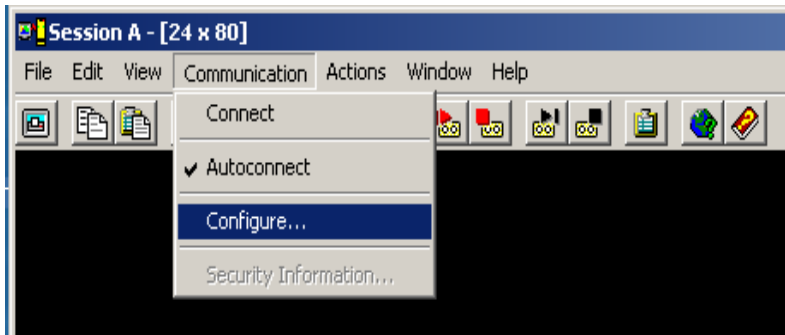 Session A - [24 x 80]
File Edit View Communication Actions Window Help
Connect
Autoconnect
Configure...
Security Information...